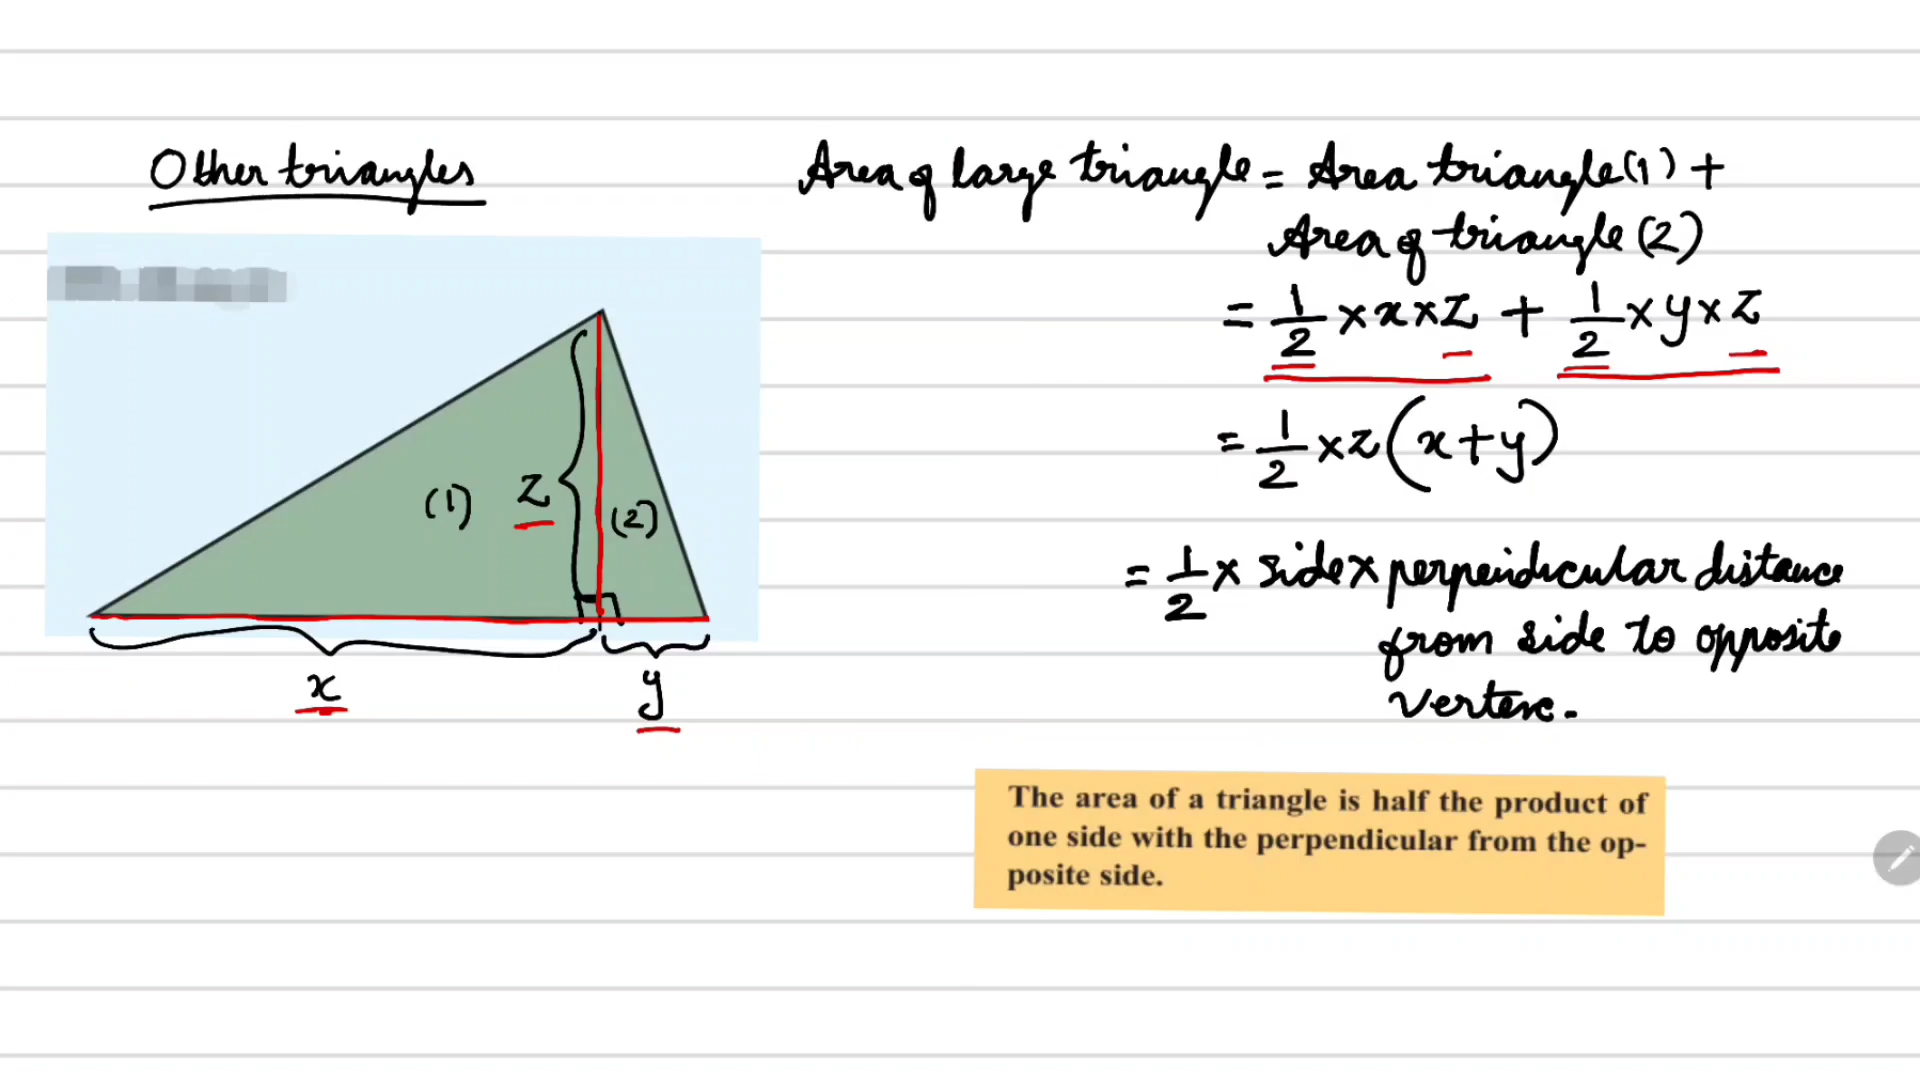 Other triangles
(1)
z
(2)
x
y
Area of large triangle = Area triangle (1) +
Area of triangle (2)
= 1/2 × x × z + 1/2 × y × z
= 1/2 × z (x + y)
= 1/2 × side × perpendicular distance
from side to opposite
vertex.
The area of a triangle is half the product of
one side with the perpendicular from the op-
posite side.